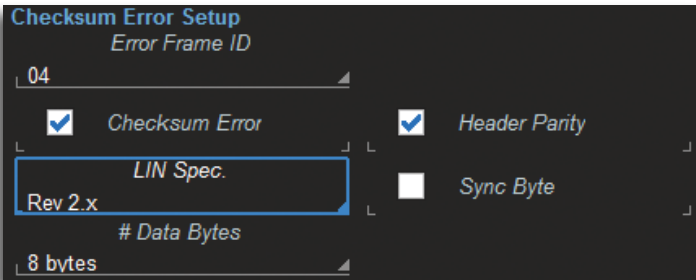 Checksum Error Setup
Error Frame ID
04
Checksum Error
Header Parity
LIN Spec.
Rev 2.x
Sync Byte
# Data Bytes
8 bytes